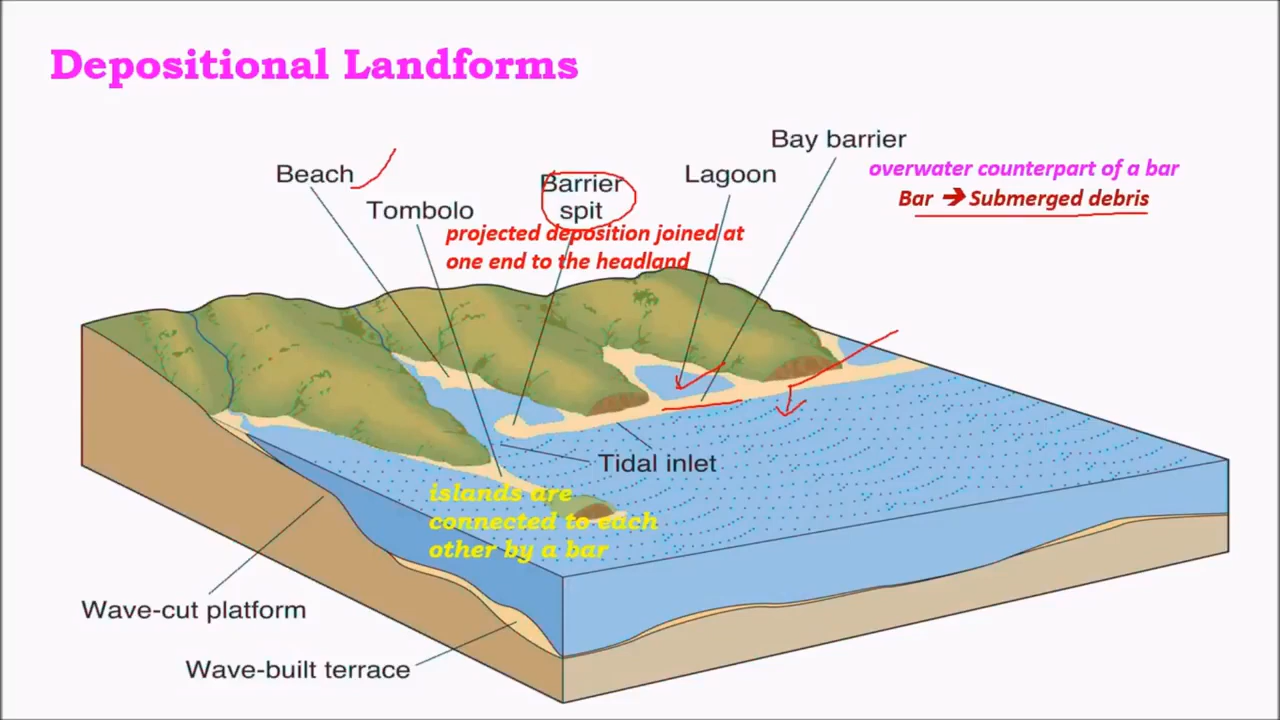 Depositional Landforms
Bay barrier
overwater counterpart of a bar
Bar ➔ Submerged debris
Beach
Barrier
spit
Lagoon
Tombolo
projected deposition joined at
one end to the headland
Tidal inlet
islands are
connected to each
other by a bar
Wave-cut platform
Wave-built terrace